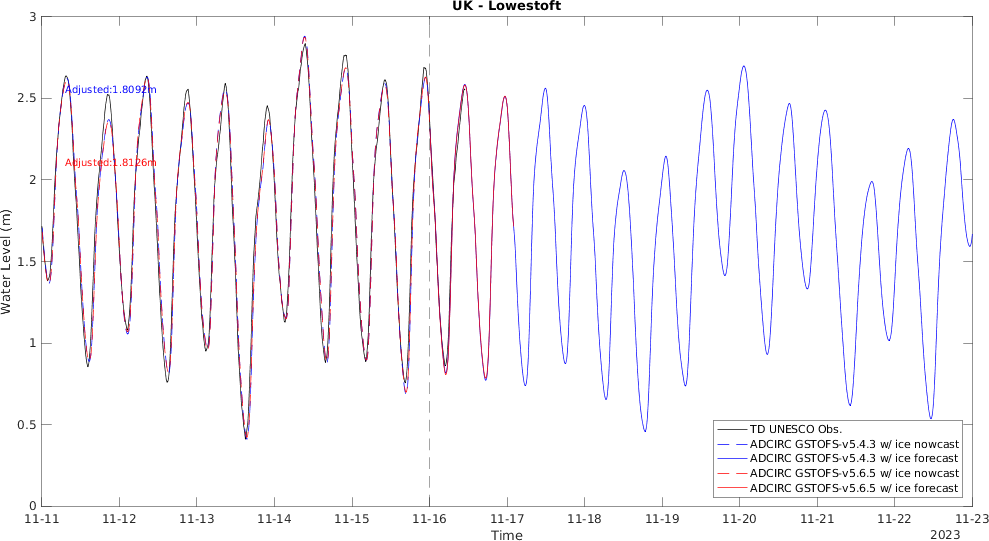 UK - Lowestoft
3
2.5
2
1.5
1
0.5
0
Water Level (m)
Adjusted:1.8092m
Adjusted:1.8126m
TD UNESCO Obs.
ADCIRC GSTOFS-v5.4.3 w/ ice nowcast
ADCIRC GSTOFS-v5.4.3 w/ ice forecast
ADCIRC GSTOFS-v5.6.5 w/ ice nowcast
ADCIRC GSTOFS-v5.6.5 w/ ice forecast
11-11 11-12 11-13 11-14 11-15 11-16 11-17 11-18 11-19 11-20 11-21 11-22 11-23
Time
2023